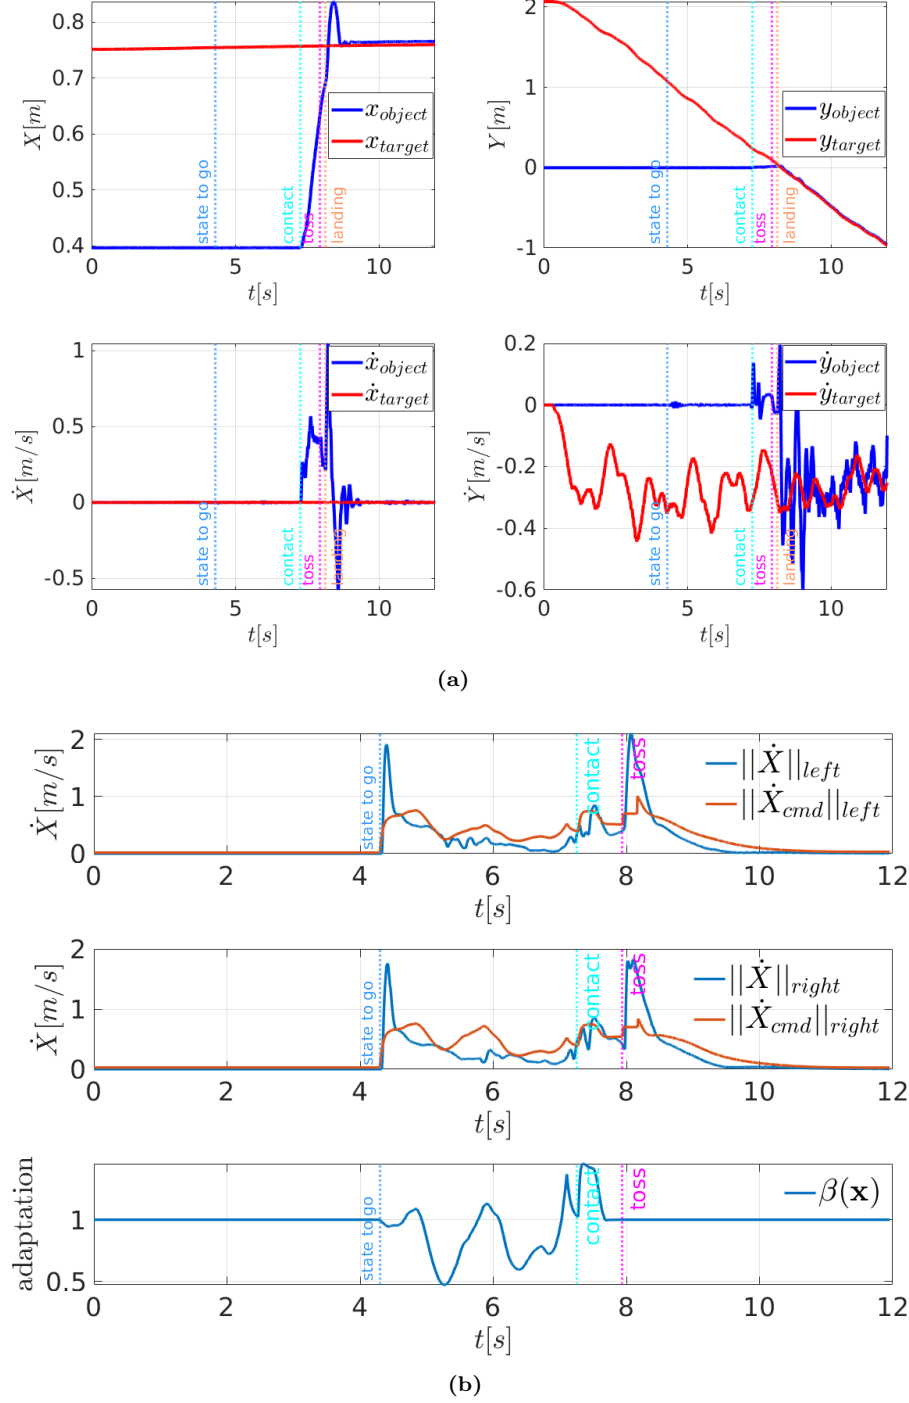 X[m]
0.8
0.7
0.6
0.5
0.4
x_object
x_target
state to go
contact
toss
landing
0 5 10
t[s]
Y[m]
2
1
0
-1
y_object
y_target
state to go
contact
toss
landing
0 5 10
t[s]
Ẋ[m/s]
1
0.5
0
-0.5
ẋ_object
ẋ_target
state to go
contact
toss
landing
0 5 10
t[s]
Ẏ[m/s]
0.2
0
-0.2
-0.4
-0.6
ẏ_object
ẏ_target
state to go
contact
toss
landing
0 5 10
t[s]
(a)
Ẋ[m/s]
2
1
0
state to go
contact
toss
||Ẋ||_left
||Ẋ_cmd||_left
0 2 4 6 8 10 12
t[s]
Ẋ[m/s]
2
1
0
state to go
contact
toss
||Ẋ||_right
||Ẋ_cmd||_right
0 2 4 6 8 10 12
t[s]
adaptation
1
0.5
state to go
contact
toss
β(x)
0 2 4 6 8 10 12
t[s]
(b)